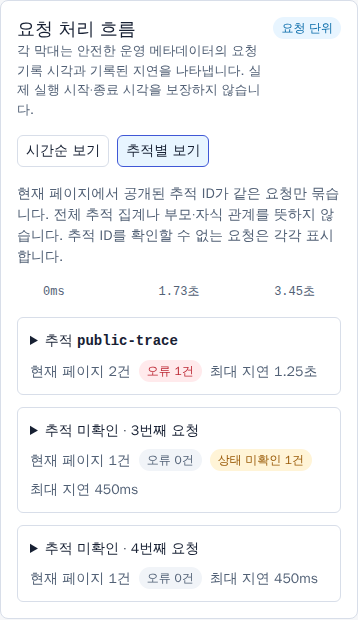 요청 처리 흐름
요청 단위
각 막대는 안전한 운영 메타데이터의 요청
기록 시각과 기록된 지연을 나타냅니다. 실
제 실행 시작·종료 시각을 보장하지 않습니
다.
시간순 보기
추적별 보기
현재 페이지에서 공개된 추적 ID가 같은 요청만 묶습
니다. 전체 추적 집계나 부모·자식 관계를 뜻하지 않
습니다. 추적 ID를 확인할 수 없는 요청은 각각 표시
합니다.
0ms 1.73초 3.45초
▶ 추적 public-trace
현재 페이지 2건 오류 1건 최대 지연 1.25초
▶ 추적 미확인 · 3번째 요청
현재 페이지 1건 오류 0건 상태 미확인 1건
최대 지연 450ms
▶ 추적 미확인 · 4번째 요청
현재 페이지 1건 오류 0건 최대 지연 450ms